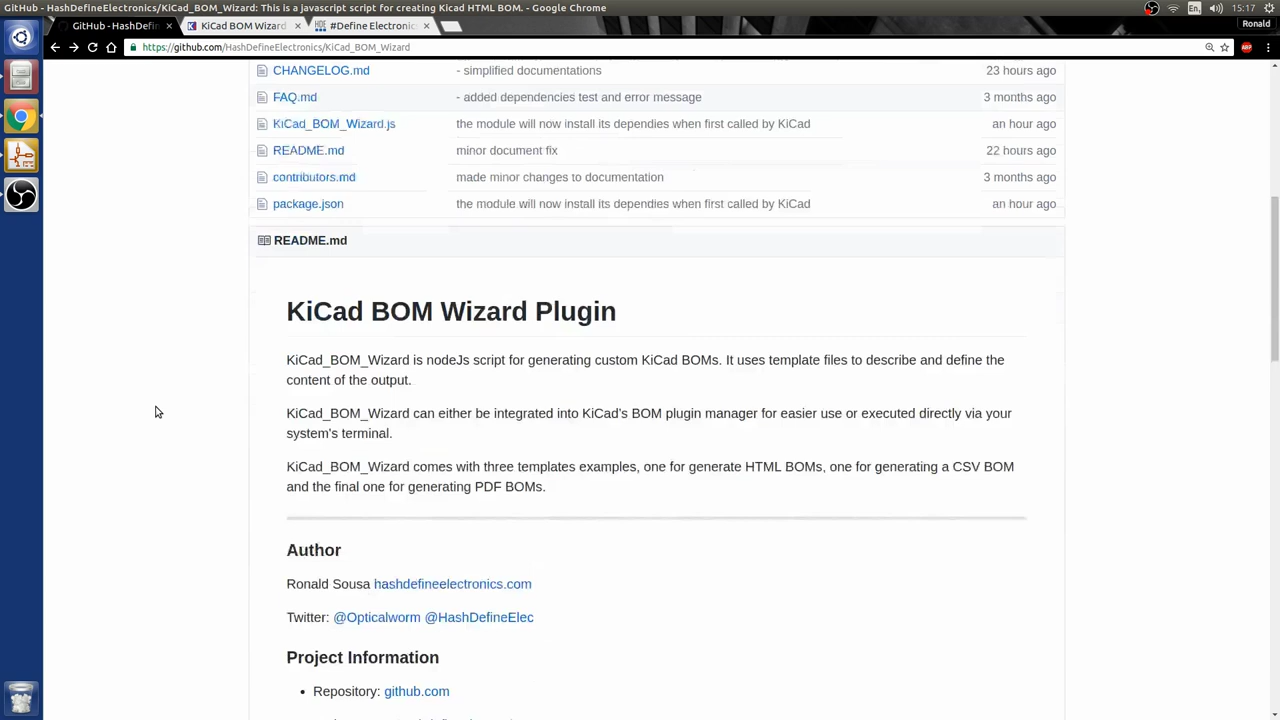 GitHub - HashDefineElectronics/KiCad_BOM_Wizard: This is a javascript script for creating Kicad HTML BOM. - Google Chrome
En
15:17
GitHub - HashDefin
KiCad BOM Wizard
#Define Electronic
Ronald
https://github.com/HashDefineElectronics/KiCad_BOM_Wizard
ABP
CHANGELOG.md - simplified documentations 23 hours ago
FAQ.md - added dependencies test and error message 3 months ago
KiCad_BOM_Wizard.js the module will now install its dependies when first called by KiCad an hour ago
README.md minor document fix 22 hours ago
contributors.md made minor changes to documentation 3 months ago
package.json the module will now install its dependies when first called by KiCad an hour ago
README.md
KiCad BOM Wizard Plugin
KiCad_BOM_Wizard is nodeJs script for generating custom KiCad BOMs. It uses template files to describe and define the
content of the output.
KiCad_BOM_Wizard can either be integrated into KiCad's BOM plugin manager for easier use or executed directly via your
system's terminal.
KiCad_BOM_Wizard comes with three templates examples, one for generate HTML BOMs, one for generating a CSV BOM
and the final one for generating PDF BOMs.
Author
Ronald Sousa hashdefineelectronics.com
Twitter: @Opticalworm @HashDefineElec
Project Information
• Repository: github.com